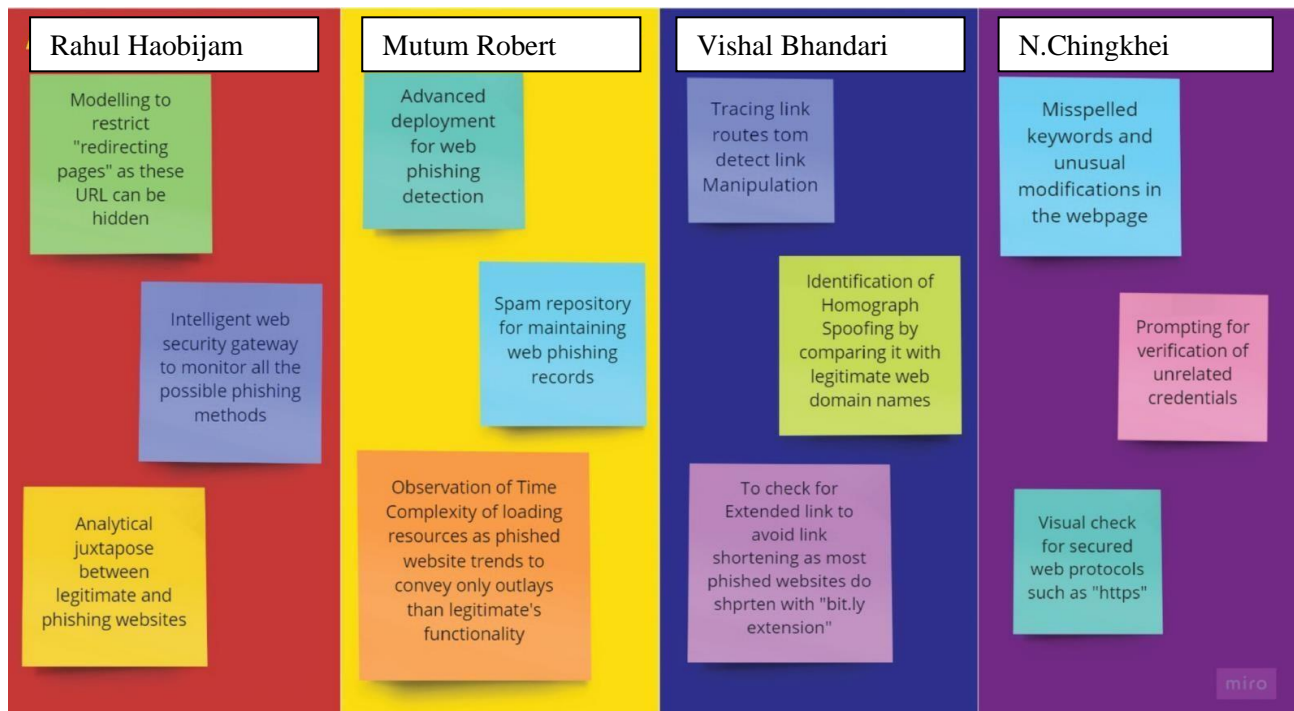 Rahul Haobijam
Modelling to
restrict
"redirecting
pages" as these
URL can be
hidden
Intelligent web
security gateway
to monitor all the
possible phishing
methods
Analytical
juxtapose
between
legitimate and
phishing websites
Mutum Robert
Advanced
deployment
for web
phishing
detection
Spam repository
for maintaining
web phishing
records
Observation of Time
Complexity of loading
resources as phished
website trends to
convey only outlays
than legitimate's
functionality
Vishal Bhandari
Tracing link
routes tom
detect link
Manipulation
Identification of
Homograph
Spoofing by
comparing it with
legitimate web
domain names
To check for
Extended link to
avoid link
shortening as most
phished websites do
shprten with "bit.ly
extension"
N.Chingkhei
Misspelled
keywords and
unusual
modifications in
the webpage
Prompting for
verification of
unrelated
credentials
Visual check
for secured
web protocols
such as "https"
miro